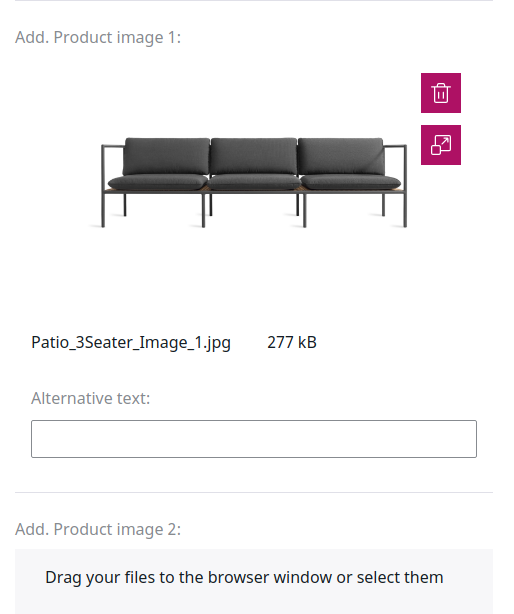 Add. Product image 1:
Patio_3Seater_Image_1.jpg 277 kB
Alternative text:
Add. Product image 2:
Drag your files to the browser window or select them